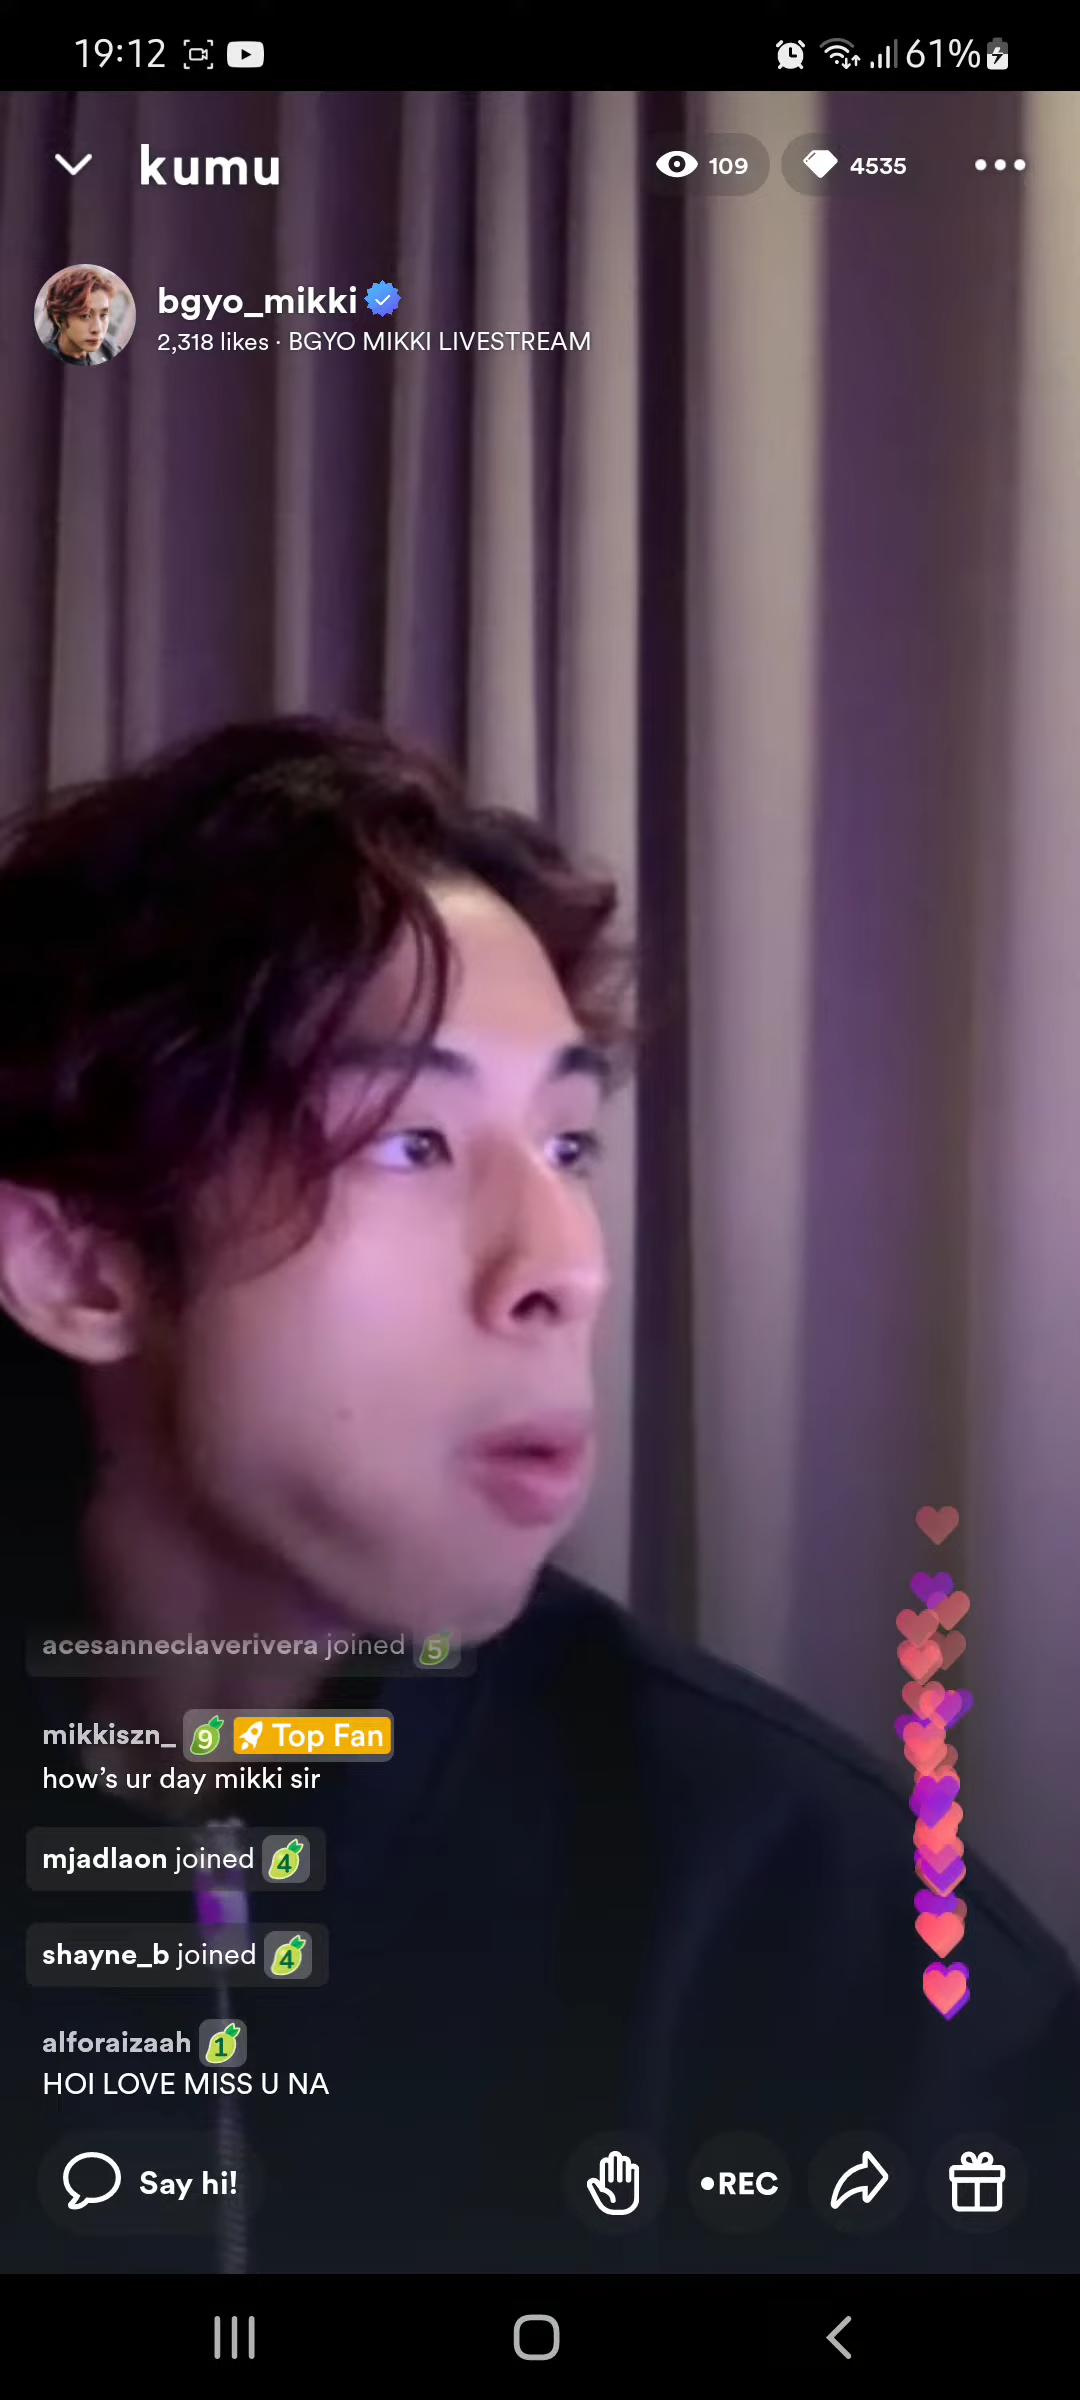 19:12
61%
kumu
109
4535
bgyo_mikki
2,318 likes · BGYO MIKKI LIVESTREAM
acesanneclaverivera joined 5
mikkiszn_ 9 Top Fan
how's ur day mikki sir
mjadlaon joined 4
shayne_b joined 4
alforaizaah 1
HOI LOVE MISS U NA
Say hi!
•REC